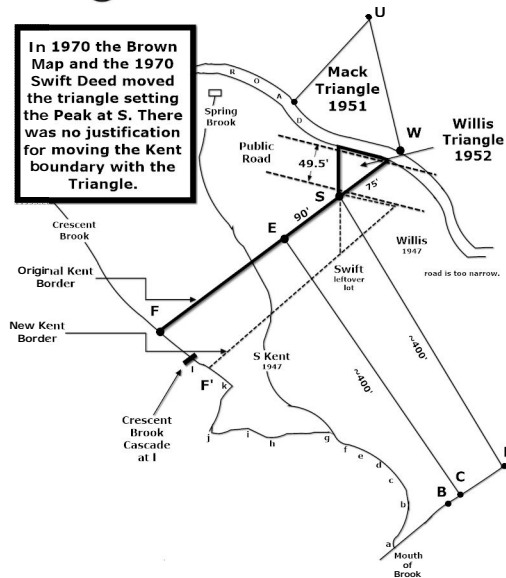 In 1970 the Brown
Map and the 1970
Swift Deed moved
the triangle setting
the Peak at S. There
was no justification
for moving the Kent
boundary with the
Triangle.
U
R
O
A
D
Mack
Triangle
1951
Spring
Brook
W
Willis
Triangle
1952
Public
Road
49.5'
75'
S
90'
Crescent
Brook
E
Willis
1947
Swift
leftover
lot
road is too narrow.
Original Kent
Border
F
New Kent
Border
S Kent
1947
~400'
~400'
l
F'
k
Crescent
Brook
Cascade
at l
j
i
h
g
f
e
d
c
b
a
B
C
Mouth
of
Brook